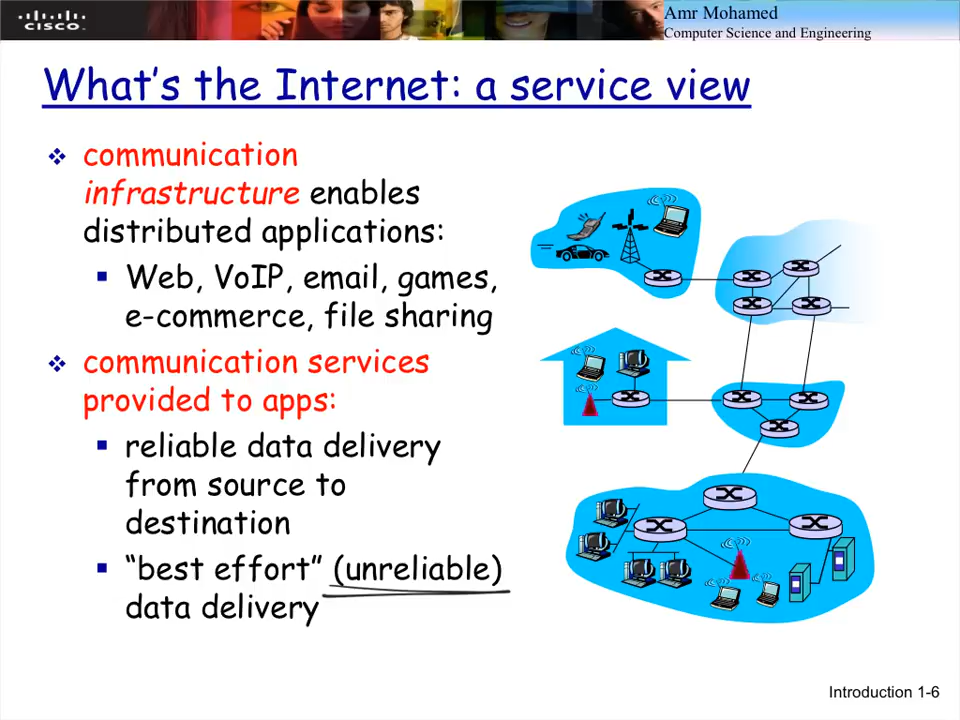 CISCO
Amr Mohamed
Computer Science and Engineering
What's the Internet: a service view
communication
infrastructure enables
distributed applications:
Web, VoIP, email, games,
e-commerce, file sharing
communication services
provided to apps:
reliable data delivery
from source to
destination
“best effort” (unreliable)
data delivery
Introduction 1-6